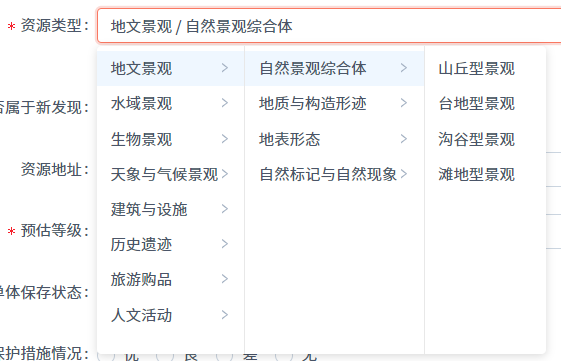 * 资源类型: 地文景观 / 自然景观综合体
地文景观 > 自然景观综合体 > 山丘型景观
否属于新发现: 水域景观 > 地质与构造形迹 > 台地型景观
生物景观 > 地表形态 > 沟谷型景观
资源地址: 天象与气候景观 > 自然标记与自然现象 > 滩地型景观
建筑与设施 >
* 预估等级:
历史遗迹 >
旅游购品 >
单体保存状态:
人文活动 >
保护措施情况: 优 良 差 无